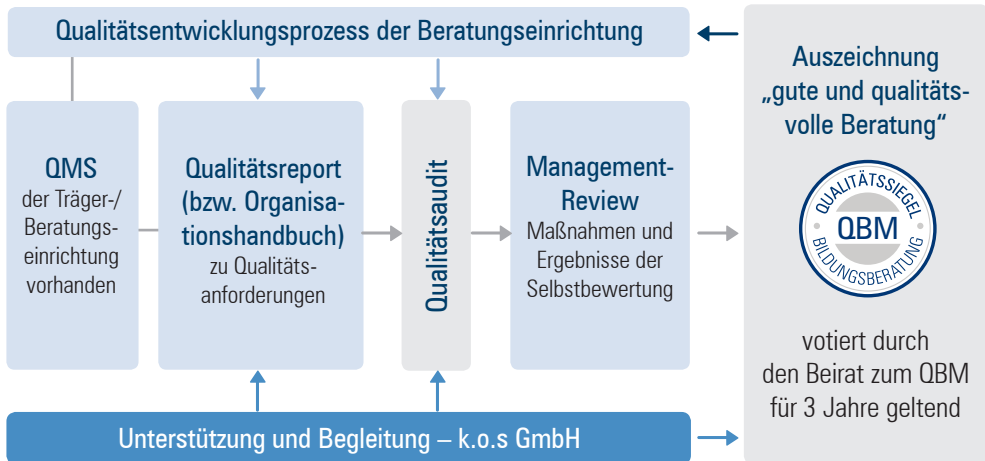 Qualitätsentwicklungsprozess der Beratungseinrichtung
QMS
der Träger-/
Beratungs-
einrichtung
vorhanden
Qualitätsreport
(bzw. Organisa-
tionshandbuch)
zu Qualitäts-
anforderungen
Qualitätsaudit
Management-
Review
Maßnahmen und
Ergebnisse der
Selbstbewertung
Auszeichnung
„gute und qualitäts-
volle Beratung“
QUALITÄTSSIEGEL
QBM
BILDUNGSBERATUNG
votiert durch
den Beirat zum QBM
für 3 Jahre geltend
Unterstützung und Begleitung – k.o.s GmbH